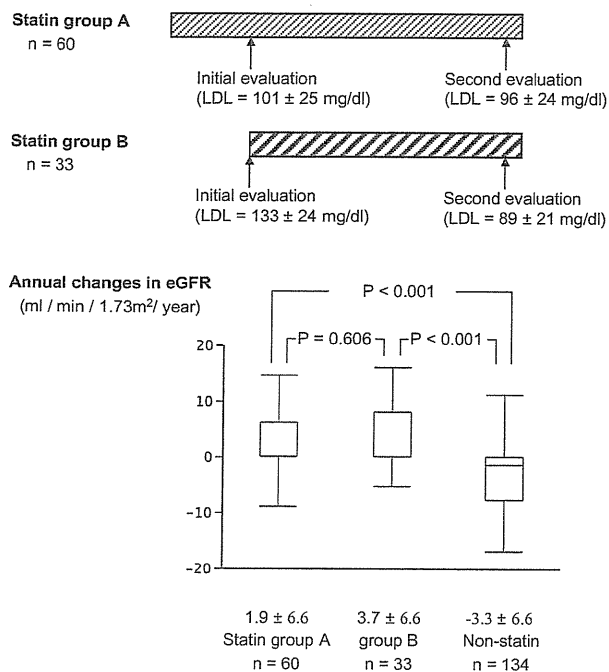 Statin group A
n = 60
Initial evaluation
(LDL = 101 ± 25 mg/dl)
Second evaluation
(LDL = 96 ± 24 mg/dl)
Statin group B
n = 33
Initial evaluation
(LDL = 133 ± 24 mg/dl)
Second evaluation
(LDL = 89 ± 21 mg/dl)
Annual changes in eGFR
(ml / min / 1.73m²/ year)
P < 0.001
P = 0.606
P < 0.001
20
10
0
−10
−20
1.9 ± 6.6
Statin group A
n = 60
3.7 ± 6.6
group B
n = 33
-3.3 ± 6.6
Non-statin
n = 134